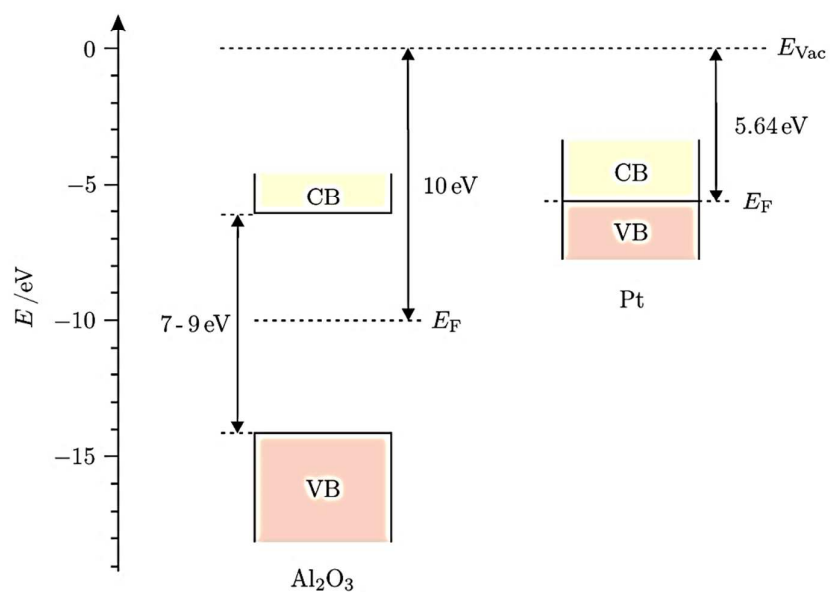 0
E_Vac
5.64 eV
−5
CB
10 eV
CB
E_F
VB
Pt
E /eV
7 - 9 eV
−10
E_F
−15
VB
Al₂O₃